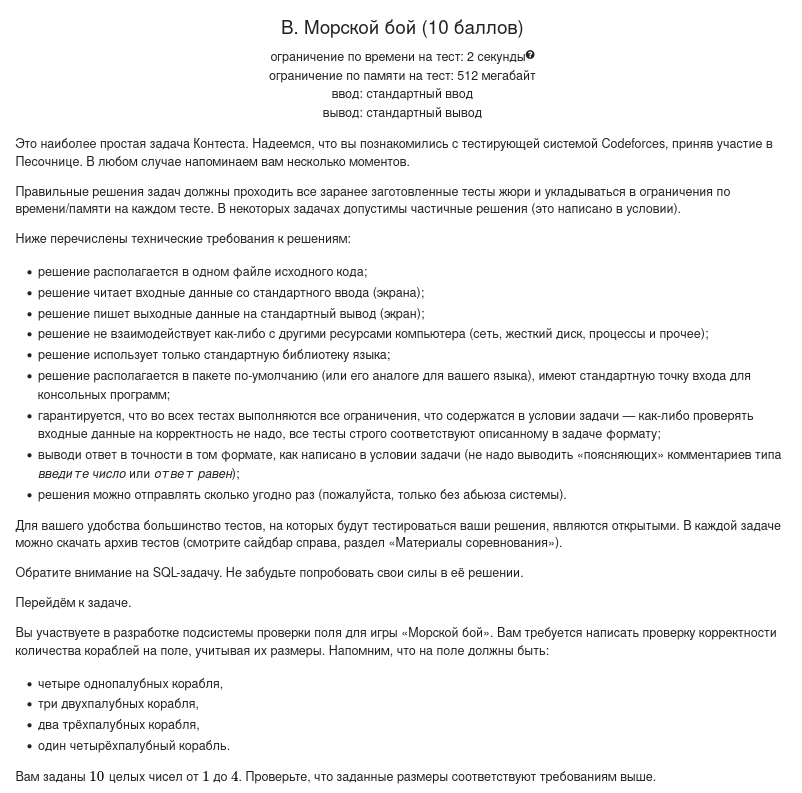 B. Морской бой (10 баллов)
ограничение по времени на тест: 2 секунды?
ограничение по памяти на тест: 512 мегабайт
ввод: стандартный ввод
вывод: стандартный вывод
Это наиболее простая задача Контеста. Надеемся, что вы познакомились с тестирующей системой Codeforces, приняв участие в
Песочнице. В любом случае напоминаем вам несколько моментов.
Правильные решения задач должны проходить все заранее заготовленные тесты жюри и укладываться в ограничения по
времени/памяти на каждом тесте. В некоторых задачах допустимы частичные решения (это написано в условии).
Ниже перечислены технические требования к решениям:
• решение располагается в одном файле исходного кода;
• решение читает входные данные со стандартного ввода (экрана);
• решение пишет выходные данные на стандартный вывод (экран);
• решение не взаимодействует как-либо с другими ресурсами компьютера (сеть, жесткий диск, процессы и прочее);
• решение использует только стандартную библиотеку языка;
• решение располагается в пакете по-умолчанию (или его аналоге для вашего языка), имеют стандартную точку входа для
консольных программ;
• гарантируется, что во всех тестах выполняются все ограничения, что содержатся в условии задачи — как-либо проверять
входные данные на корректность не надо, все тесты строго соответствуют описанному в задаче формату;
• выводи ответ в точности в том формате, как написано в условии задачи (не надо выводить «поясняющих» комментариев типа
введите число или ответ равен);
• решения можно отправлять сколько угодно раз (пожалуйста, только без абьюза системы).
Для вашего удобства большинство тестов, на которых будут тестироваться ваши решения, являются открытыми. В каждой задаче
можно скачать архив тестов (смотрите сайдбар справа, раздел «Материалы соревнования»).
Обратите внимание на SQL-задачу. Не забудьте попробовать свои силы в её решении.
Перейдём к задаче.
Вы участвуете в разработке подсистемы проверки поля для игры «Морской бой». Вам требуется написать проверку корректности
количества кораблей на поле, учитывая их размеры. Напомним, что на поле должны быть:
• четыре однопалубных корабля,
• три двухпалубных корабля,
• два трёхпалубных корабля,
• один четырёхпалубный корабль.
Вам заданы 10 целых чисел от 1 до 4. Проверьте, что заданные размеры соответствуют требованиям выше.